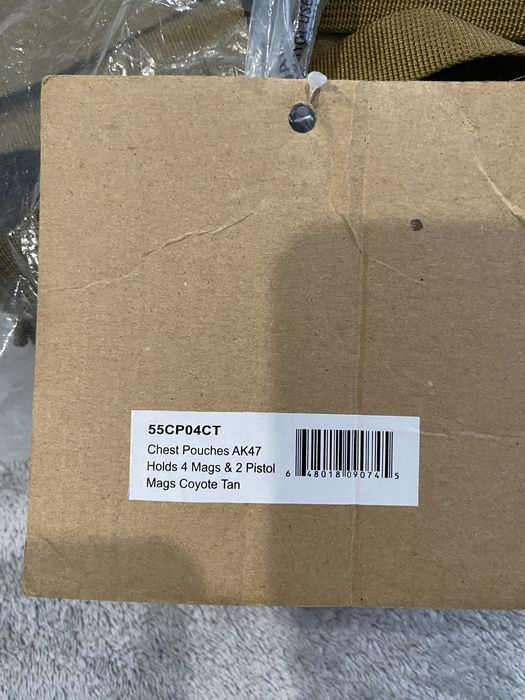 55CP04CT
Chest Pouches AK47
Holds 4 Mags & 2 Pistol
Mags Coyote Tan
6 48018 09074 5